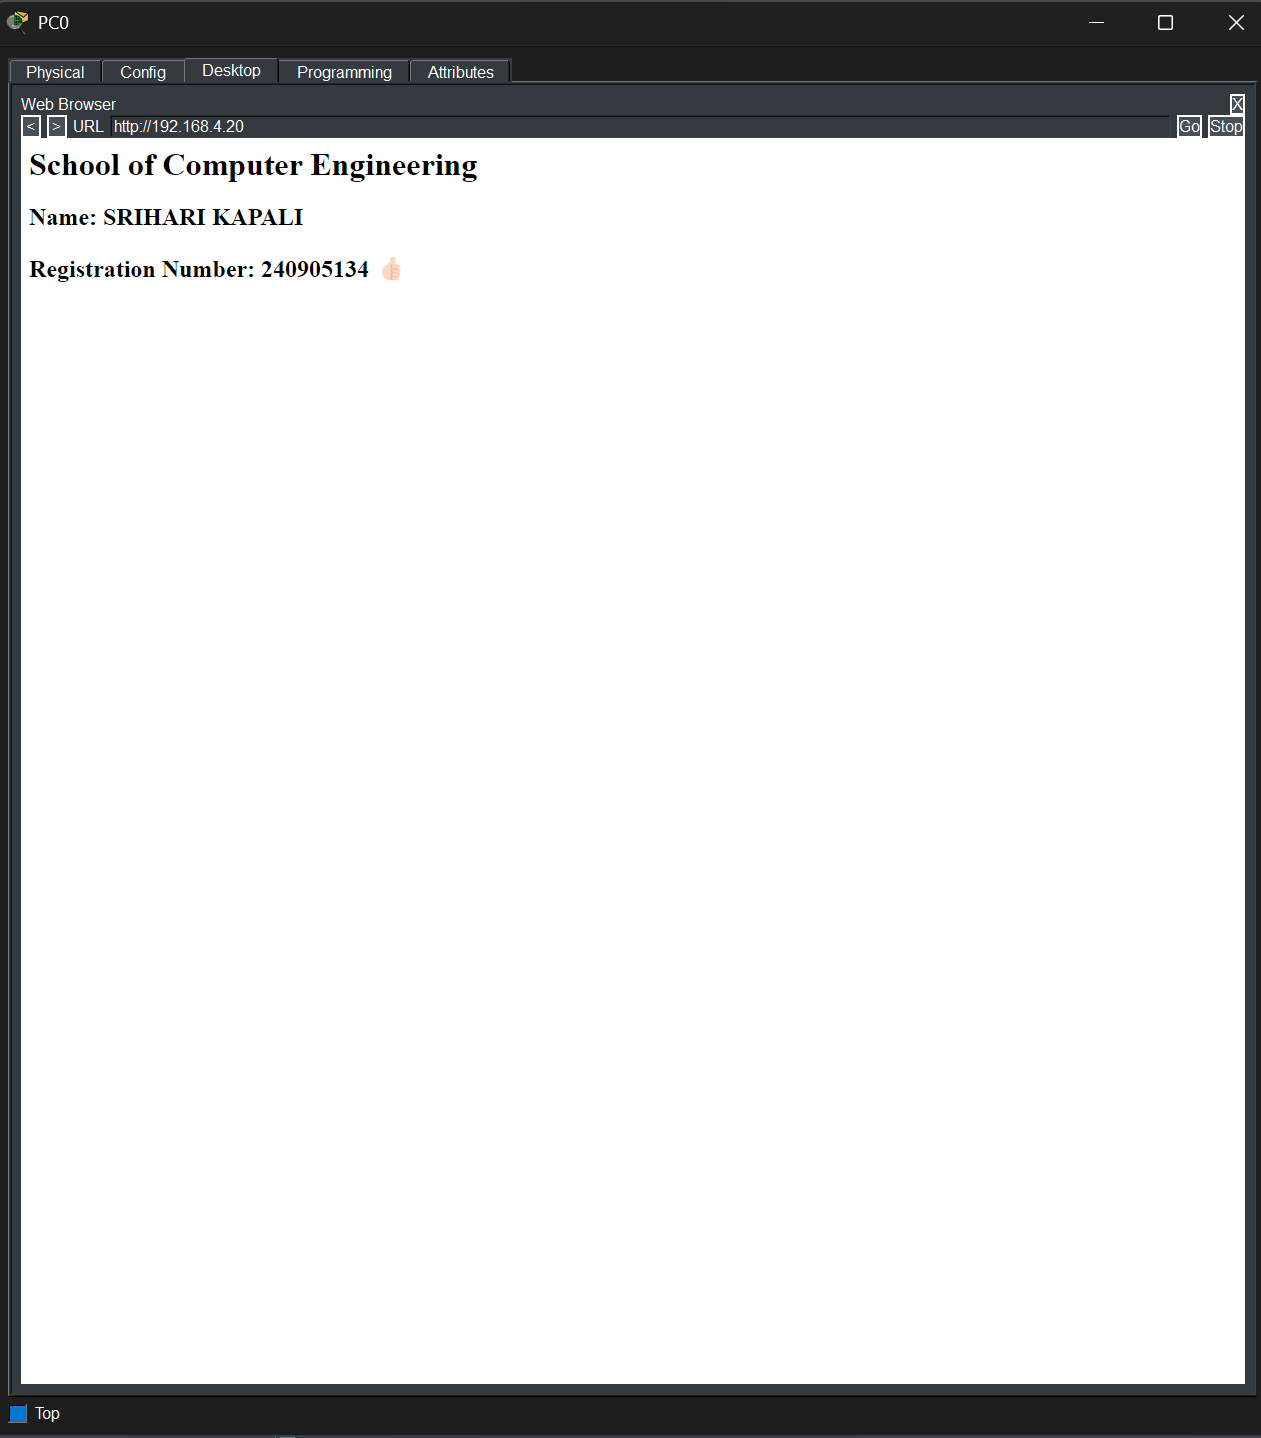 PC0
Physical Config Desktop Programming Attributes
Web Browser X
< > URL http://192.168.4.20 Go Stop
School of Computer Engineering
Name: SRIHARI KAPALI
Registration Number: 240905134 👍🏻
Top